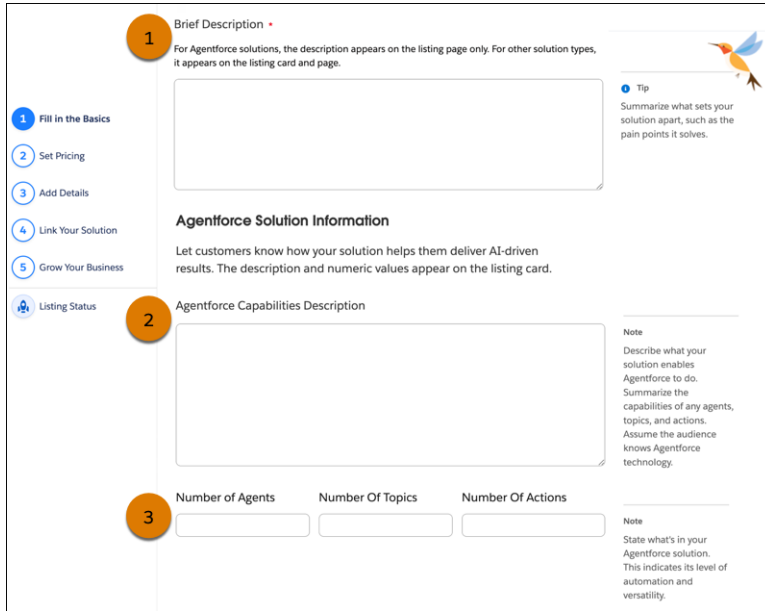 1
Brief Description *
For Agentforce solutions, the description appears on the listing page only. For other solution types,
it appears on the listing card and page.
Tip
Summarize what sets your
solution apart, such as the
pain points it solves.
1 Fill in the Basics
2 Set Pricing
3 Add Details
4 Link Your Solution
5 Grow Your Business
Listing Status
Agentforce Solution Information
Let customers know how your solution helps them deliver AI-driven
results. The description and numeric values appear on the listing card.
2
Agentforce Capabilities Description
Note
Describe what your
solution enables
Agentforce to do.
Summarize the
capabilities of any agents,
topics, and actions.
Assume the audience
knows Agentforce
technology.
3
Number of Agents Number Of Topics Number Of Actions
Note
State what's in your
Agentforce solution.
This indicates its level of
automation and
versatility.